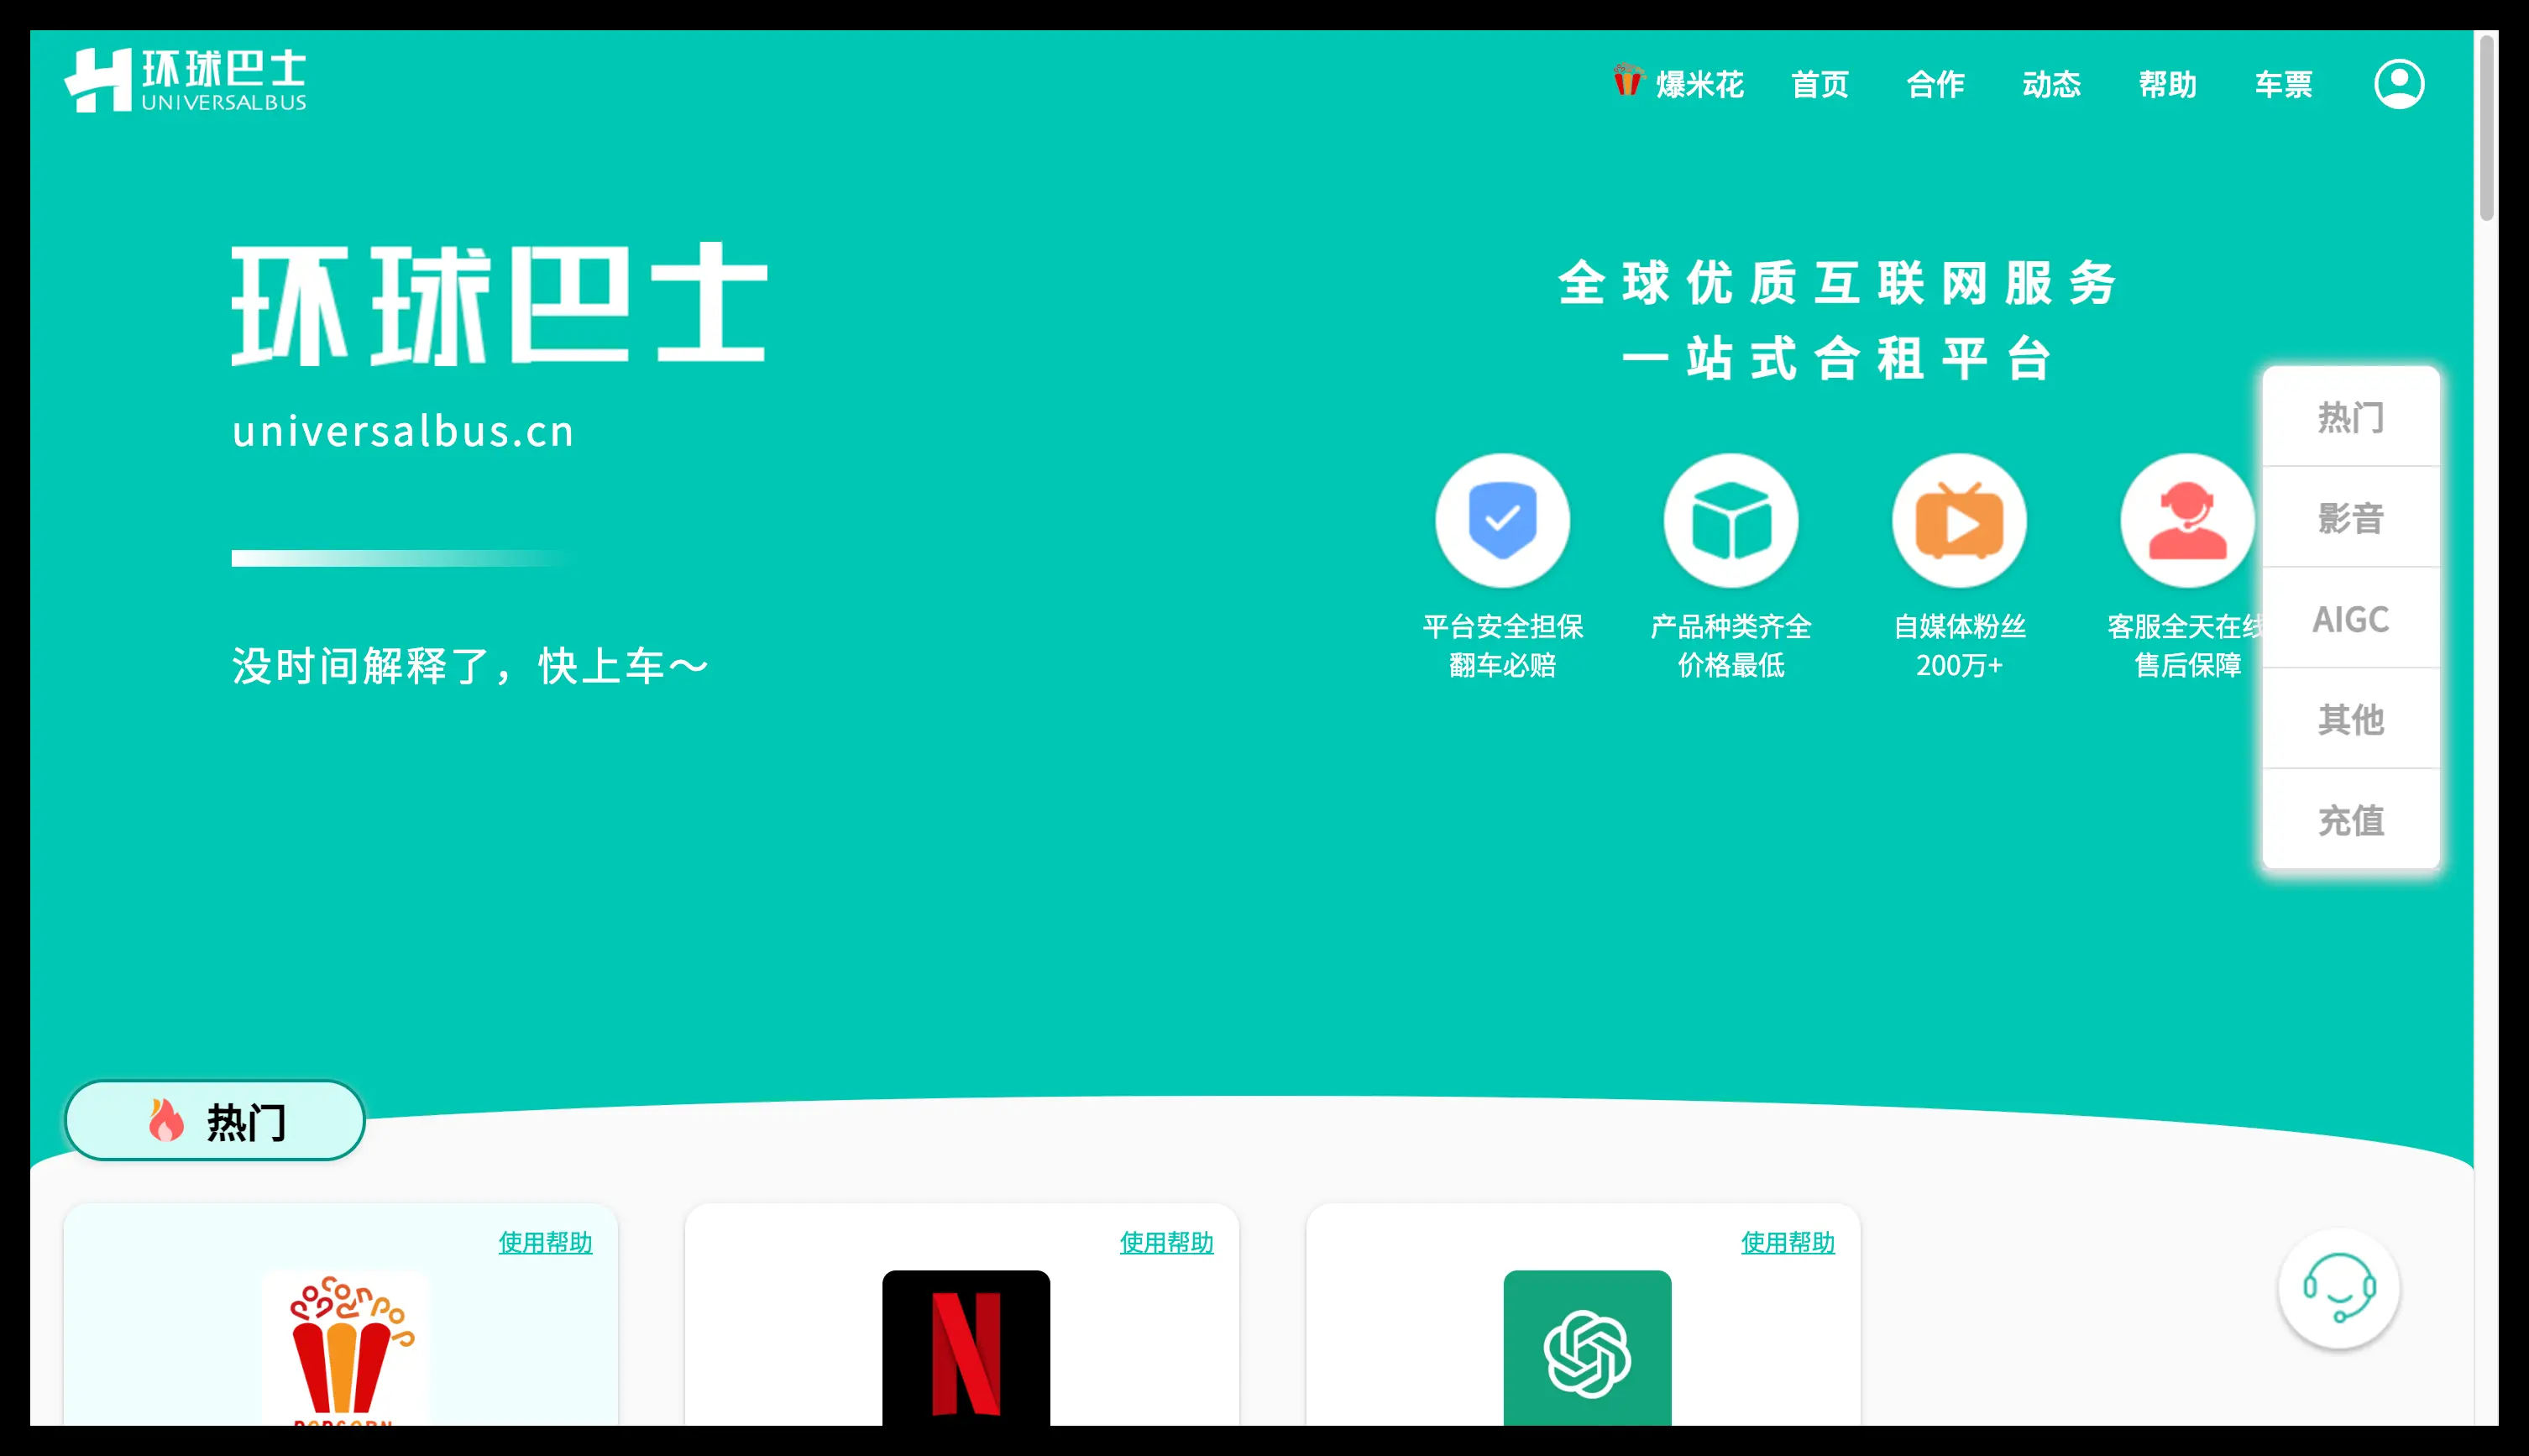 环球巴士
UNIVERSALBUS
爆米花
首页
合作
动态
帮助
车票
环球巴士
universalbus.cn
没时间解释了，快上车～
全球优质互联网服务
一站式合租平台
平台安全担保
翻车必赔
产品种类齐全
价格最低
自媒体粉丝
200万+
客服全天在线
售后保障
热门
影音
AIGC
其他
充值
热门
使用帮助
使用帮助
使用帮助
popcornpop
POPCORN